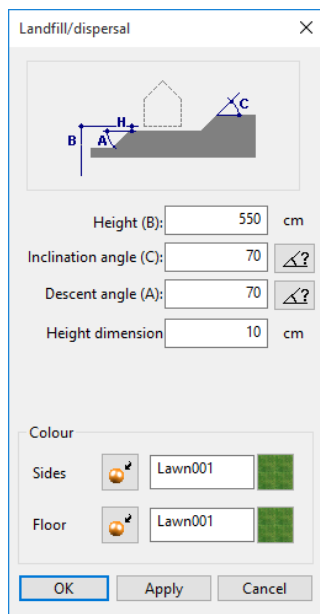 Landfill/dispersal
H
C
B
A
Height (B): 550 cm
Inclination angle (C): 70 ?
Descent angle (A): 70 ?
Height dimension 10 cm
Colour
Sides Lawn001
Floor Lawn001
OK Apply Cancel